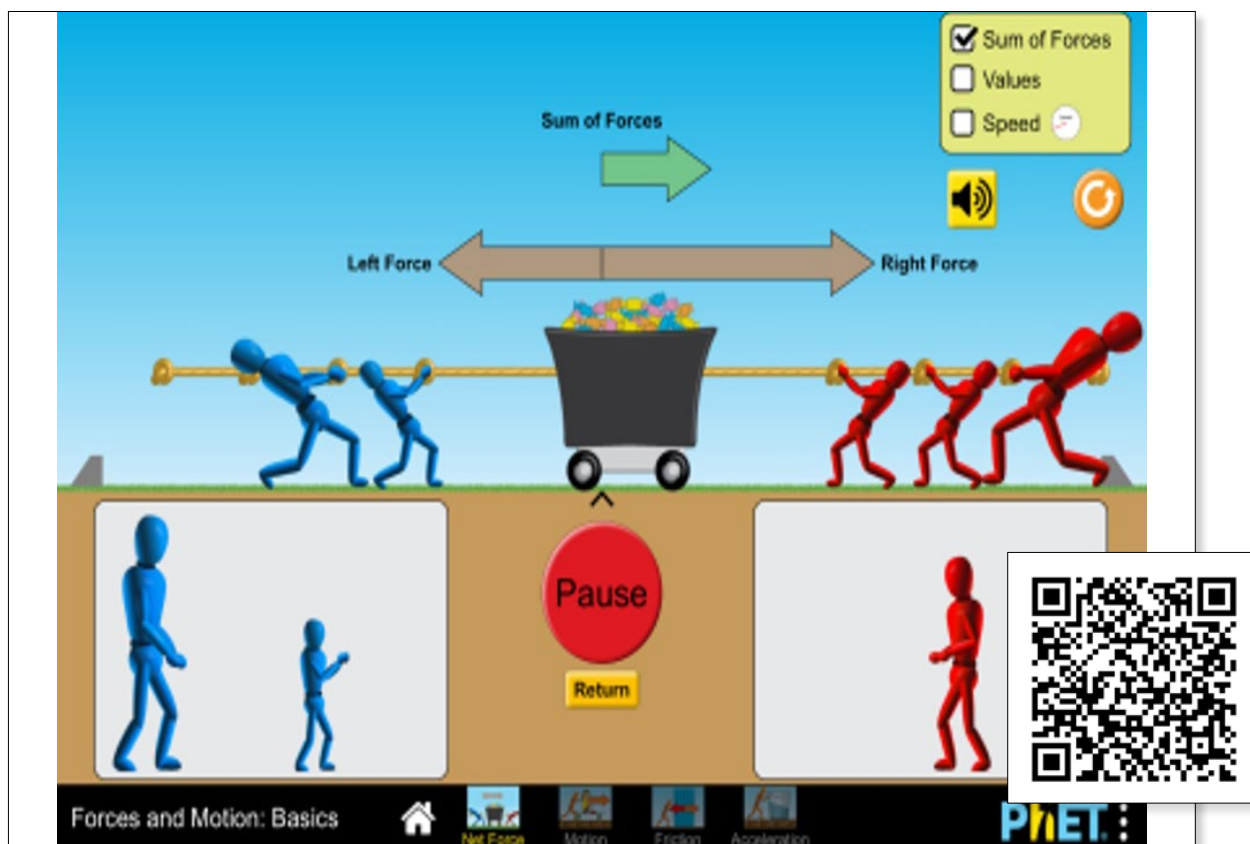 Sum of Forces
Values
Speed
Sum of Forces
Left Force
Right Force
Pause
Return
Forces and Motion: Basics
Net Force
Motion
Friction
Acceleration
PhET